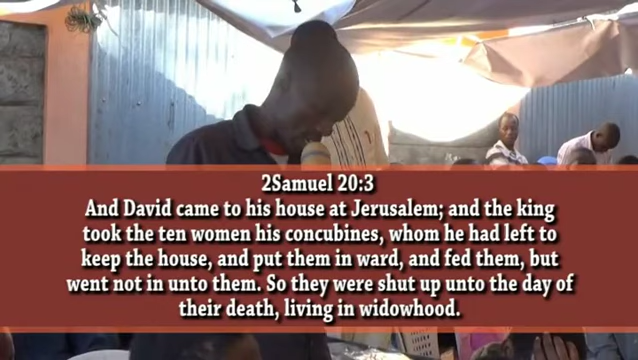 2Samuel 20:3
And David came to his house at Jerusalem; and the king
took the ten women his concubines, whom he had left to
keep the house, and put them in ward, and fed them, but
went not in unto them. So they were shut up unto the day of
their death, living in widowhood.